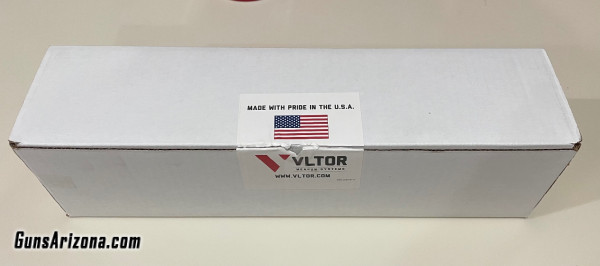 MADE WITH PRIDE IN THE U.S.A.
VLTOR
WEAPON SYSTEMS
WWW.VLTOR.COM
GunsArizona.com